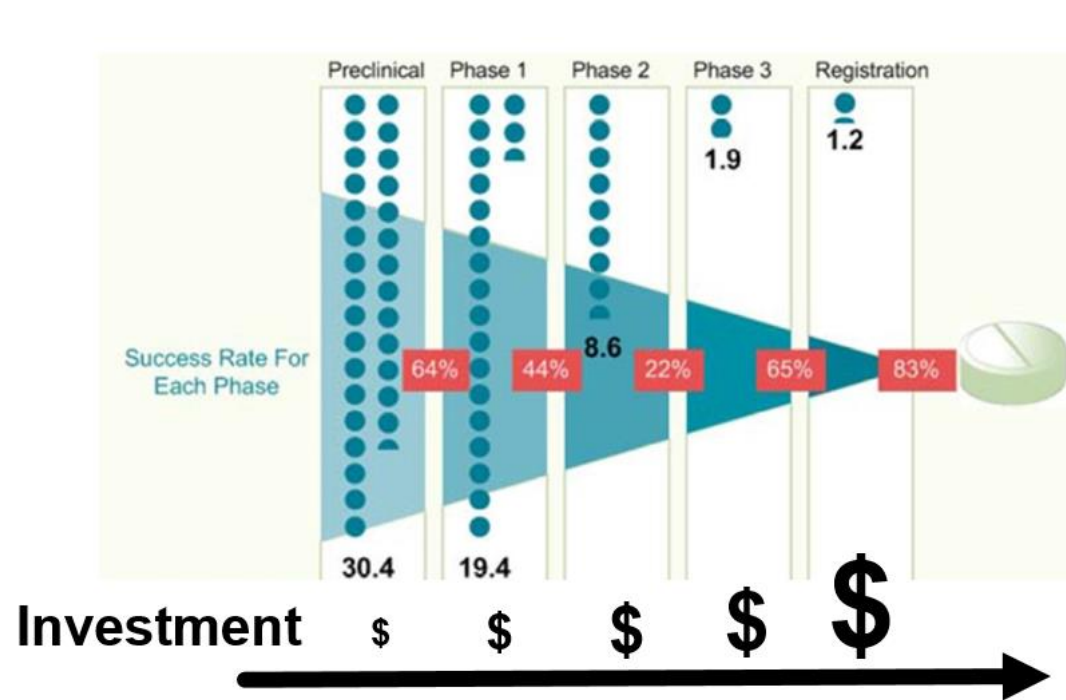 Preclinical Phase 1 Phase 2 Phase 3 Registration
1.2
1.9
8.6
Success Rate For
Each Phase
64% 44% 22% 65% 83%
30.4 19.4
Investment $ $ $ $ $